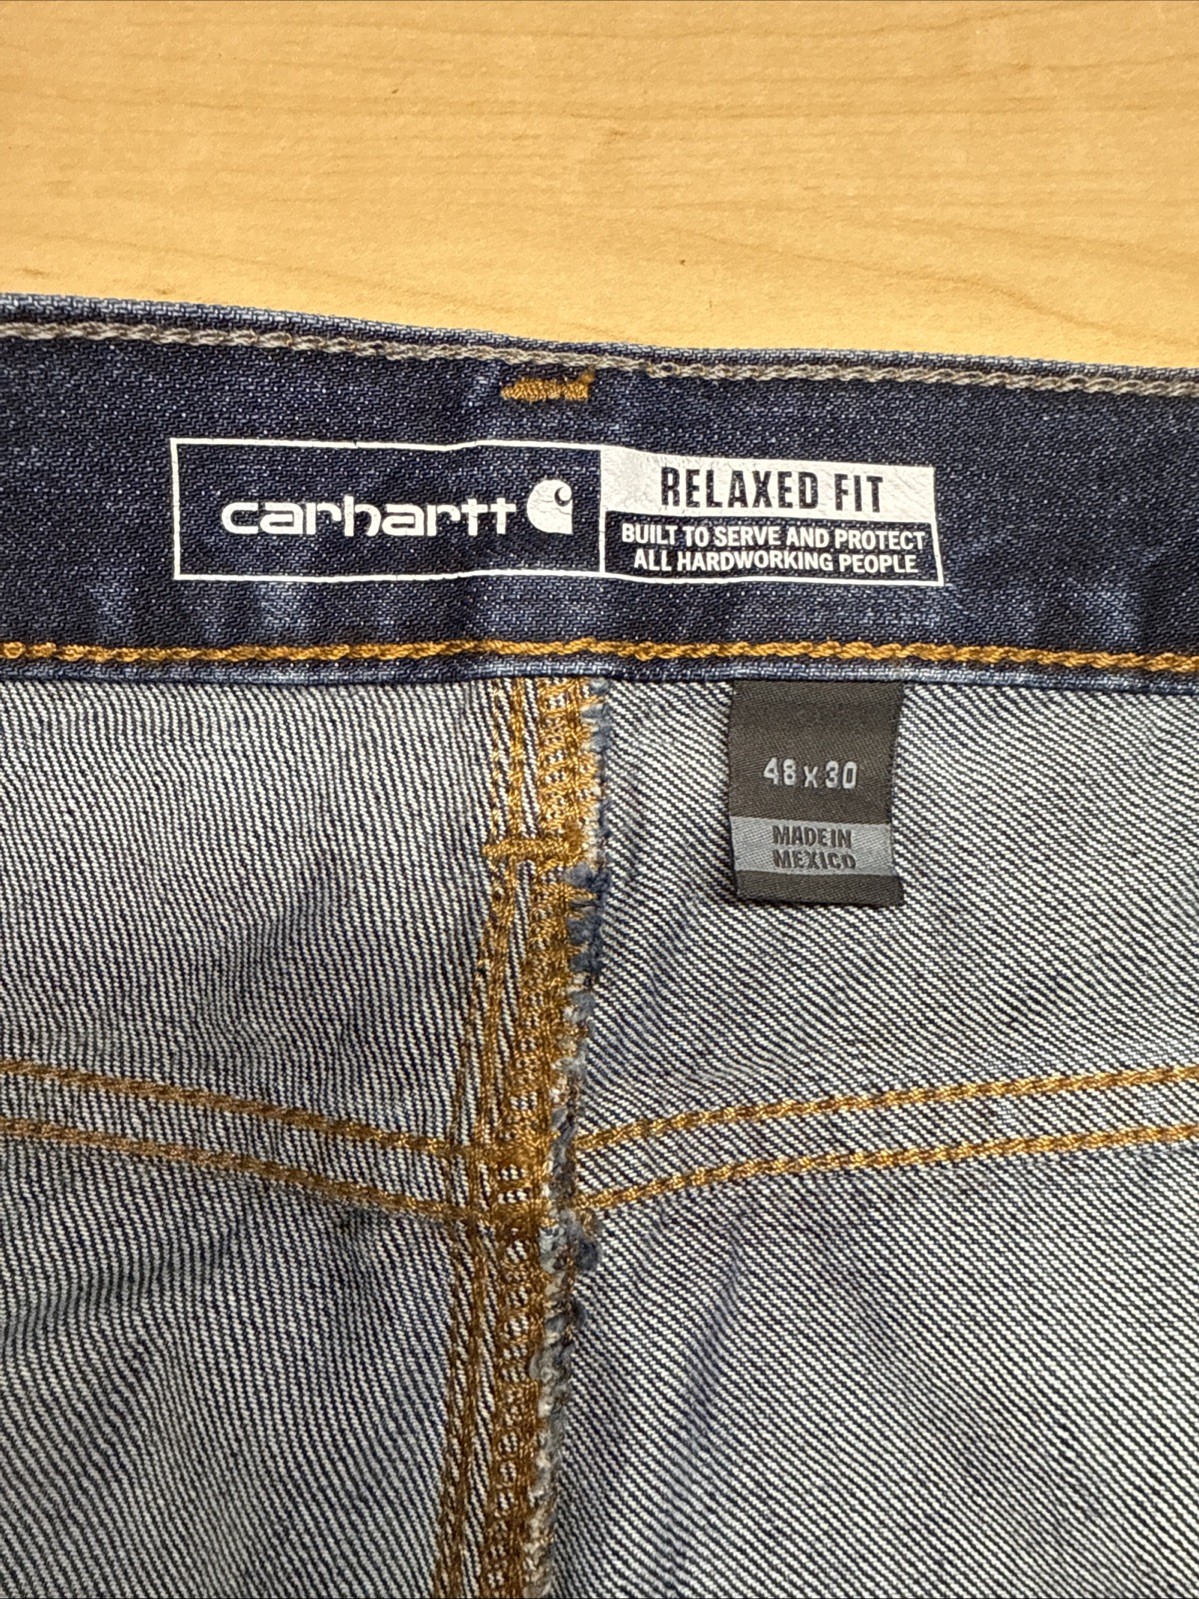 carhartt
RELAXED FIT
BUILT TO SERVE AND PROTECT
ALL HARDWORKING PEOPLE
48 x 30
MADE IN
MEXICO